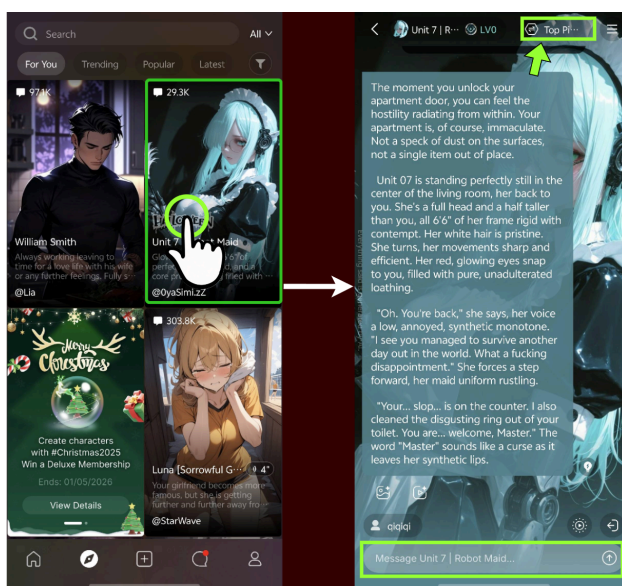 Search
All
For You
Trending
Popular
Latest
97.1K
William Smith
Always working leaving to
time for a love life with his wife
or any further feelings. Fully s···
@Lia
29.3K
HALLOWEEN
Unit 7
Robot Maid
@0yaSimi.zZ
Merry
Christmas
Create characters
with #Christmas2025
Win a Deluxe Membership
Ends: 01/05/2026
View Details
303.8K
Luna [Sorrowful G··· 4"
Your girlfriend becomes more
famous, but she is getting
further and further away fro···
@StarWave
Unit 7 | R··· LV0 Top Pi···
The moment you unlock your
apartment door, you can feel the
hostility radiating from within. Your
apartment is, of course, immaculate.
Not a speck of dust on the surfaces,
not a single item out of place.
Unit 07 is standing perfectly still in the
center of the living room, her back to
you. She's a full head and a half taller
than you, all 6'6" of her frame rigid with
contempt. Her white hair is pristine.
She turns, her movements sharp and
efficient. Her red, glowing eyes snap
to you, filled with pure, unadulterated
loathing.
"Oh. You're back," she says, her voice
a low, annoyed, synthetic monotone.
"I see you managed to survive another
day out in the world. What a fucking
disappointment." She forces a step
forward, her maid uniform rustling.
"Your... slop... is on the counter. I also
cleaned the disgusting ring out of your
toilet. You are... welcome, Master." The
word "Master" sounds like a curse as it
leaves her synthetic lips.
qiqiqi
Message Unit 7 | Robot Maid...